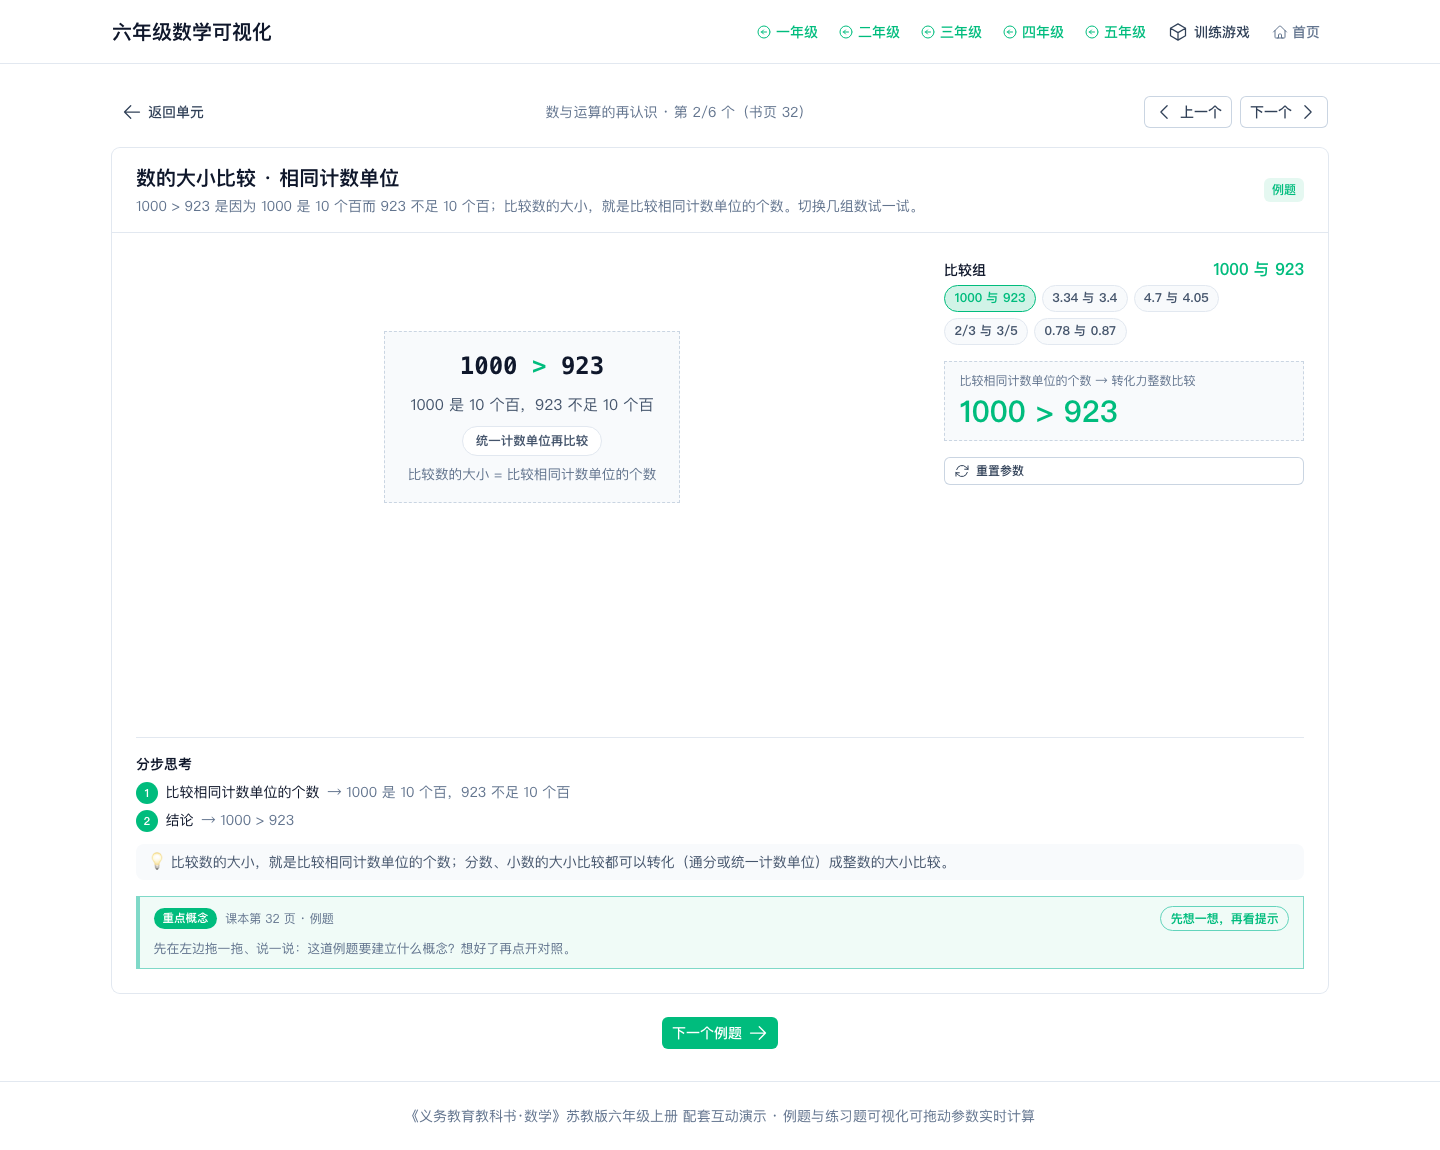 六年级数学可视化
一年级 二年级 三年级 四年级 五年级 训练游戏 首页
返回单元
数与运算的再认识 · 第 2/6 个（书页 32）
上一个 下一个
数的大小比较 · 相同计数单位
例题
1000 > 923 是因为 1000 是 10 个百而 923 不足 10 个百；比较数的大小，就是比较相同计数单位的个数。切换几组数试一试。
1000 > 923
1000 是 10 个百，923 不足 10 个百
统一计数单位再比较
比较数的大小 = 比较相同计数单位的个数
比较组 1000 与 923
1000 与 923 3.34 与 3.4 4.7 与 4.05
2/3 与 3/5 0.78 与 0.87
比较相同计数单位的个数 → 转化力整数比较
1000 > 923
重置参数
分步思考
1 比较相同计数单位的个数 → 1000 是 10 个百，923 不足 10 个百
2 结论 → 1000 > 923
比较数的大小，就是比较相同计数单位的个数；分数、小数的大小比较都可以转化（通分或统一计数单位）成整数的大小比较。
重点概念 课本第 32 页 · 例题
先想一想，再看提示
先在左边拖一拖、说一说：这道例题要建立什么概念？想好了再点开对照。
下一个例题
《义务教育教科书·数学》苏教版六年级上册 配套互动演示 · 例题与练习题可视化可拖动参数实时计算